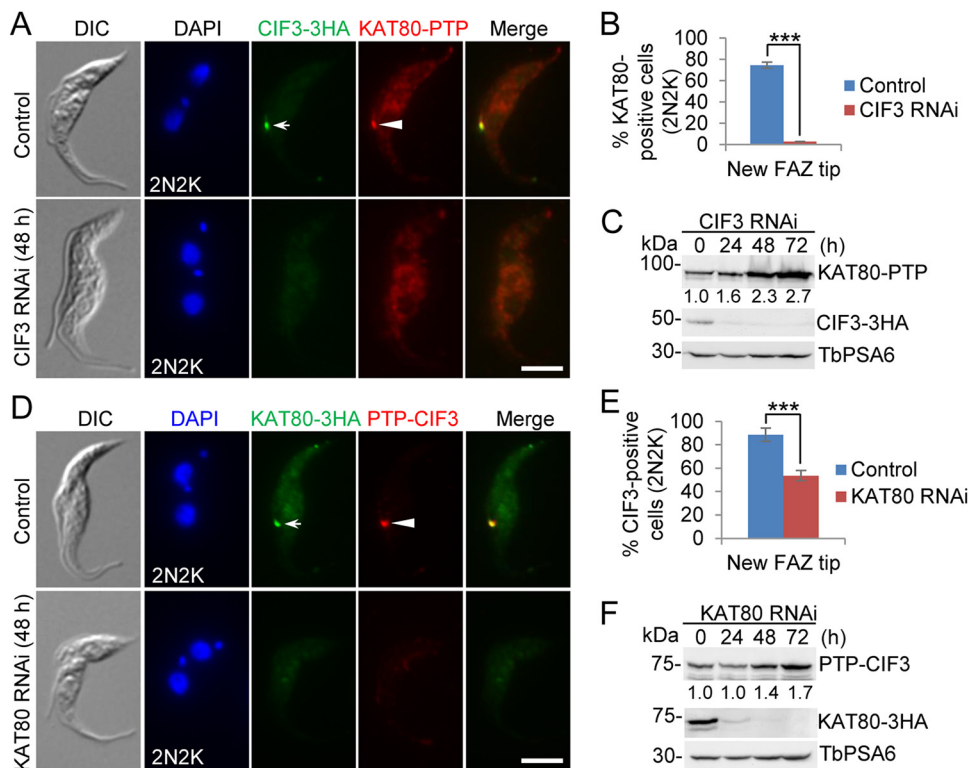 A
DIC DAPI CIF3-3HA KAT80-PTP Merge
Control
2N2K
CIF3 RNAi (48 h)
2N2K
B
% KAT80-
positive cells
(2N2K)
100
80
60
40
20
0
***
Control
CIF3 RNAi
New FAZ tip
C
CIF3 RNAi
kDa 0 24 48 72 (h)
100- KAT80-PTP
1.0 1.6 2.3 2.7
50- CIF3-3HA
30- TbPSA6
D
DIC DAPI KAT80-3HA PTP-CIF3 Merge
Control
2N2K
KAT80 RNAi (48 h)
2N2K
E
% CIF3-positive
cells (2N2K)
100
80
60
40
20
0
***
Control
KAT80 RNAi
New FAZ tip
F
KAT80 RNAi
kDa 0 24 48 72 (h)
75- PTP-CIF3
1.0 1.0 1.4 1.7
75- KAT80-3HA
30- TbPSA6